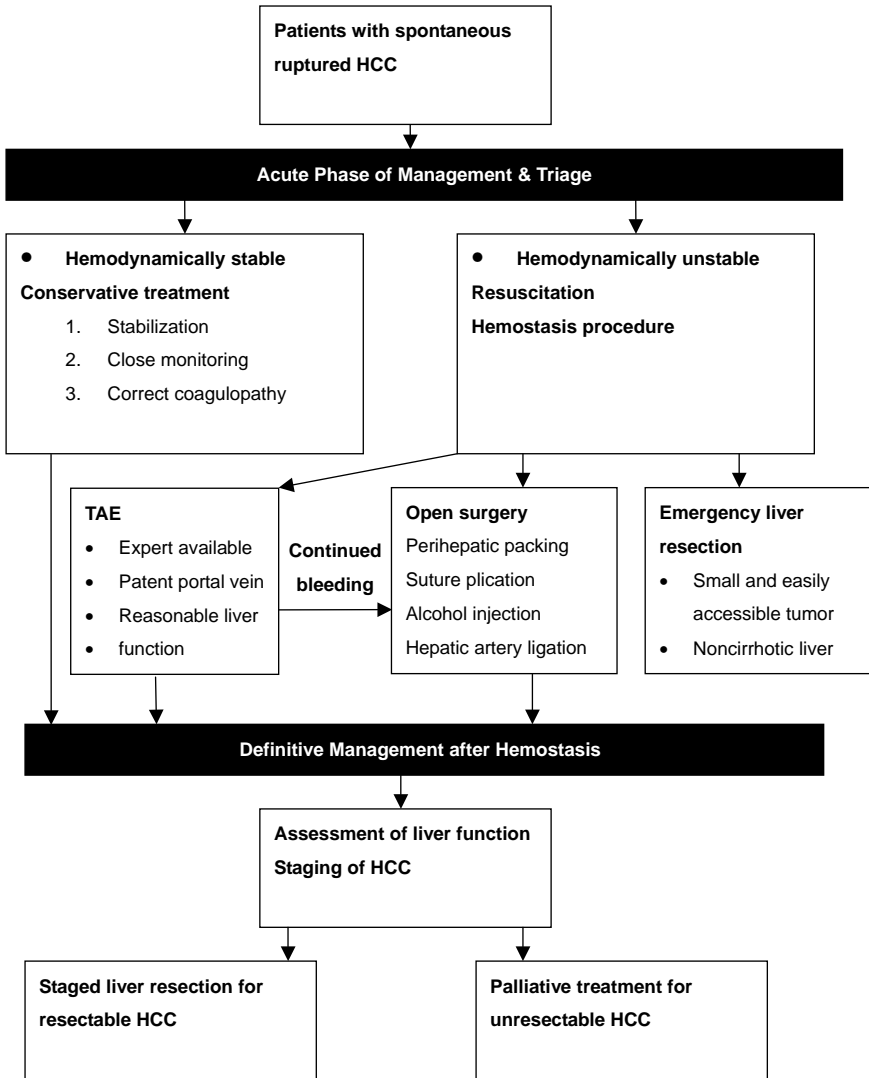 Patients with spontaneous
ruptured HCC
Acute Phase of Management & Triage
● Hemodynamically stable
Conservative treatment
1. Stabilization
2. Close monitoring
3. Correct coagulopathy
● Hemodynamically unstable
Resuscitation
Hemostasis procedure
TAE
• Expert available
• Patent portal vein
• Reasonable liver
• function
Continued
bleeding
Open surgery
Perihepatic packing
Suture plication
Alcohol injection
Hepatic artery ligation
Emergency liver
resection
• Small and easily
accessible tumor
• Noncirrhotic liver
Definitive Management after Hemostasis
Assessment of liver function
Staging of HCC
Staged liver resection for
resectable HCC
Palliative treatment for
unresectable HCC